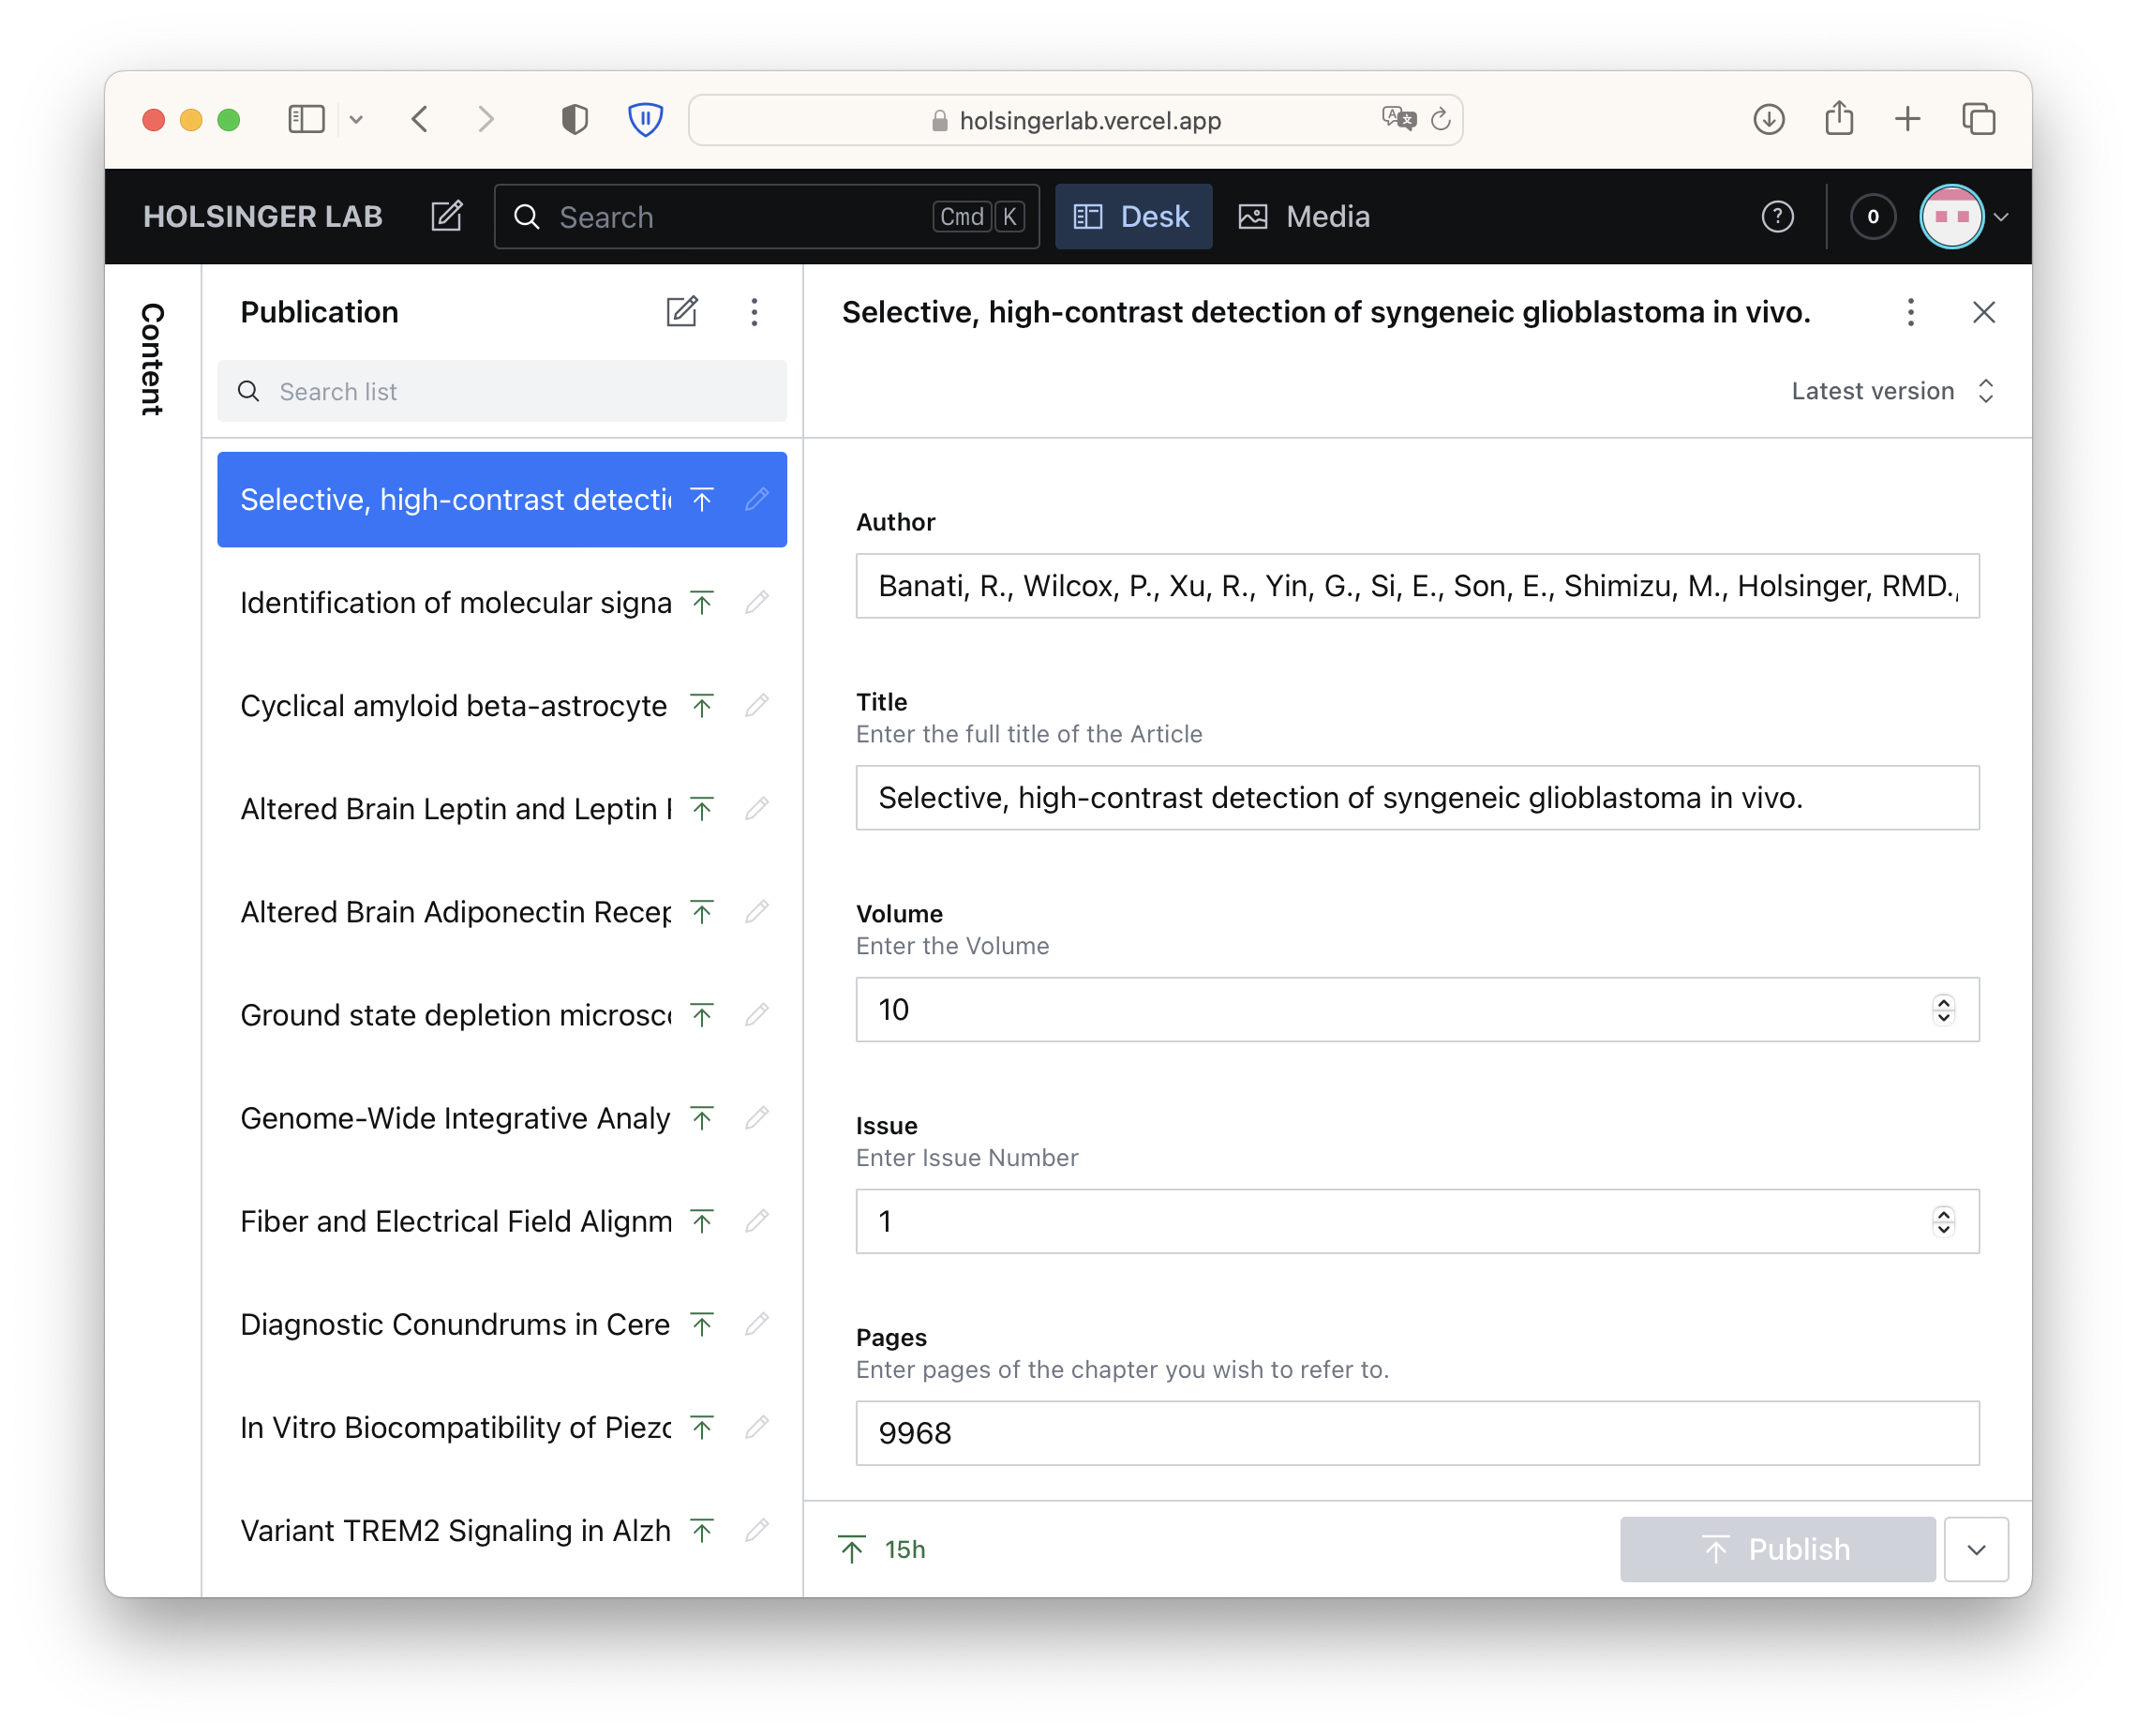 holsingerlab.vercel.app
HOLSINGER LAB
Search
Cmd K
Desk
Media
?
0
Content
Publication
Search list
Selective, high-contrast detecti
Identification of molecular signa
Cyclical amyloid beta-astrocyte
Altered Brain Leptin and Leptin
Altered Brain Adiponectin Recep
Ground state depletion microsc
Genome-Wide Integrative Analy
Fiber and Electrical Field Alignm
Diagnostic Conundrums in Cere
In Vitro Biocompatibility of Piez
Variant TREM2 Signaling in Alzh
Selective, high-contrast detection of syngeneic glioblastoma in vivo.
Latest version
Author
Banati, R., Wilcox, P., Xu, R., Yin, G., Si, E., Son, E., Shimizu, M., Holsinger, RMD.,
Title
Enter the full title of the Article
Selective, high-contrast detection of syngeneic glioblastoma in vivo.
Volume
Enter the Volume
10
Issue
Enter Issue Number
1
Pages
Enter pages of the chapter you wish to refer to.
9968
15h
Publish